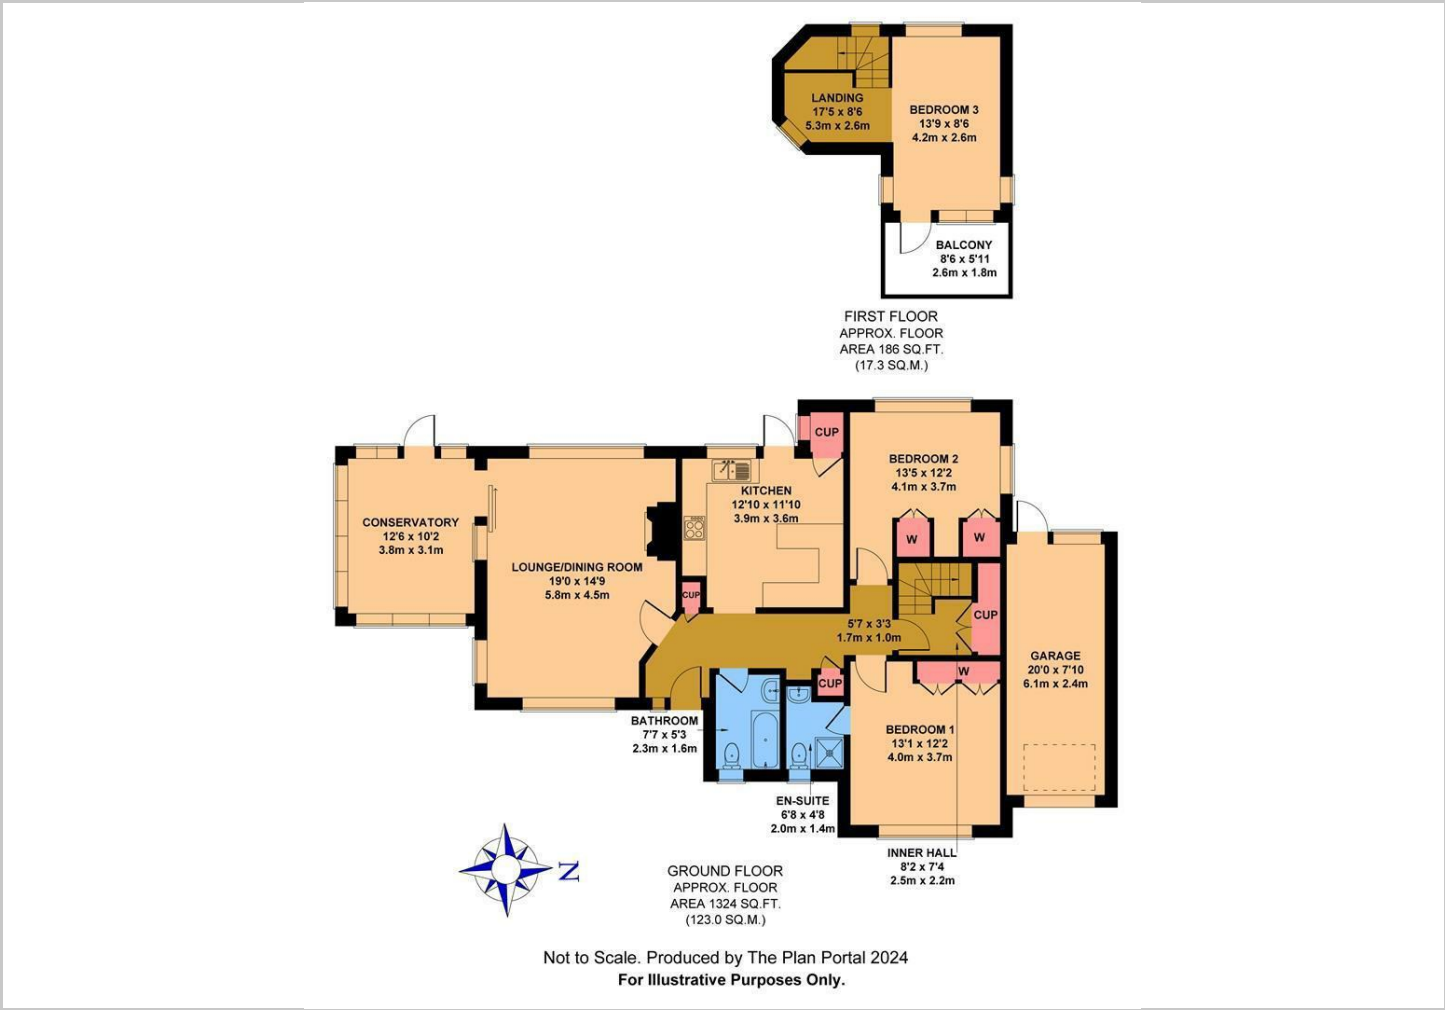 LANDING
17'5 x 8'6
5.3m x 2.6m
BEDROOM 3
13'9 x 8'6
4.2m x 2.6m
BALCONY
8'6 x 5'11
2.6m x 1.8m
FIRST FLOOR
APPROX. FLOOR
AREA 186 SQ.FT.
(17.3 SQ.M.)
CONSERVATORY
12'6 x 10'2
3.8m x 3.1m
LOUNGE/DINING ROOM
19'0 x 14'9
5.8m x 4.5m
KITCHEN
12'10 x 11'10
3.9m x 3.6m
CUP
CUP
BEDROOM 2
13'5 x 12'2
4.1m x 3.7m
W
W
CUP
5'7 x 3'3
1.7m x 1.0m
GARAGE
20'0 x 7'10
6.1m x 2.4m
W
CUP
BATHROOM
7'7 x 5'3
2.3m x 1.6m
BEDROOM 1
13'1 x 12'2
4.0m x 3.7m
EN-SUITE
6'8 x 4'8
2.0m x 1.4m
INNER HALL
8'2 x 7'4
2.5m x 2.2m
N
GROUND FLOOR
APPROX. FLOOR
AREA 1324 SQ.FT.
(123.0 SQ.M.)
Not to Scale. Produced by The Plan Portal 2024
For Illustrative Purposes Only.